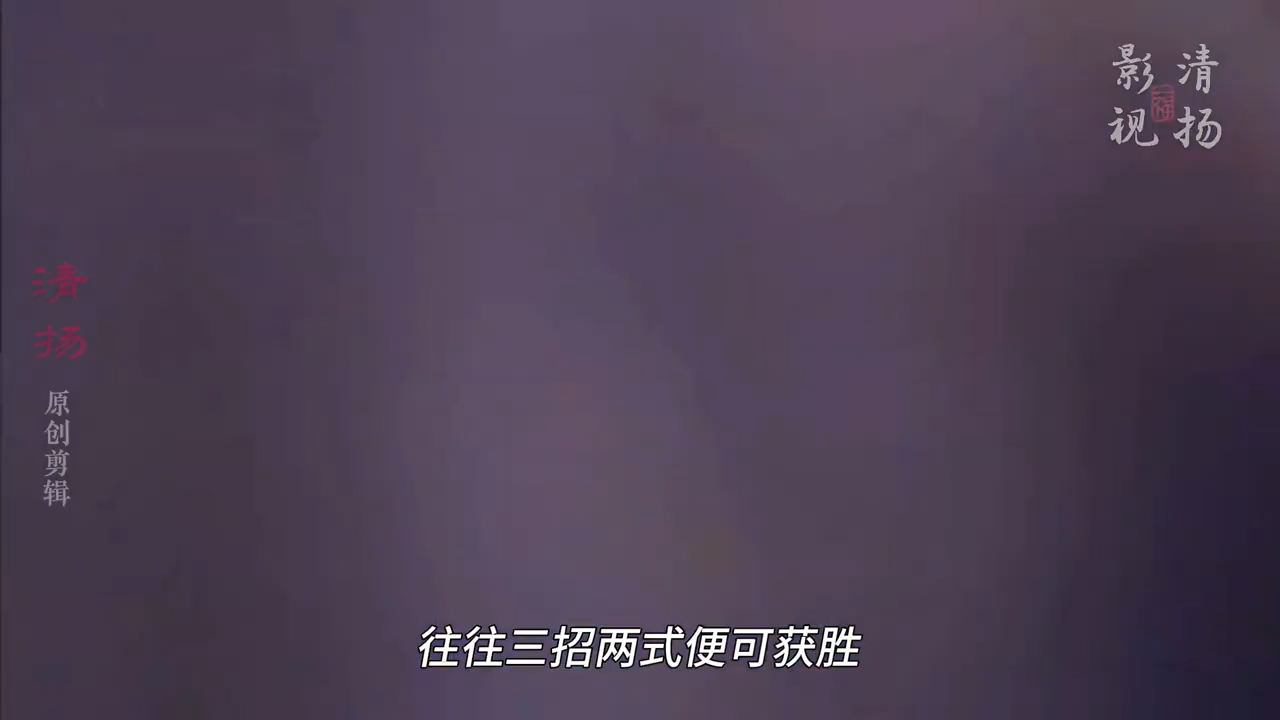 清扬
影视
清扬
原创剪辑
往往三招两式便可获胜